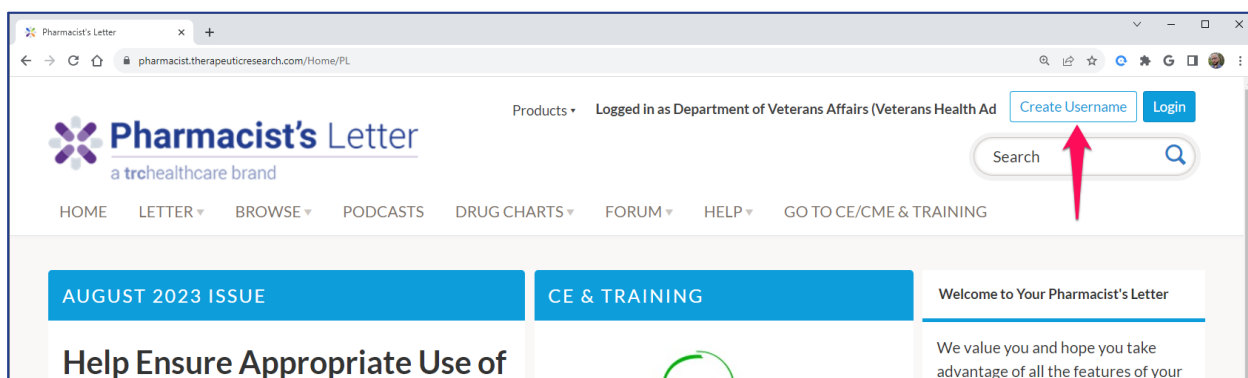 Pharmacist's Letter
pharmacist.therapeuticresearch.com/Home/PL
G
Products
Logged in as Department of Veterans Affairs (Veterans Health Ad
Create Username
Login
Pharmacist's Letter
a trchealthcare brand
Search
HOME LETTER BROWSE PODCASTS DRUG CHARTS FORUM HELP GO TO CE/CME & TRAINING
AUGUST 2023 ISSUE
Help Ensure Appropriate Use of
CE & TRAINING
Welcome to Your Pharmacist's Letter
We value you and hope you take
advantage of all the features of your